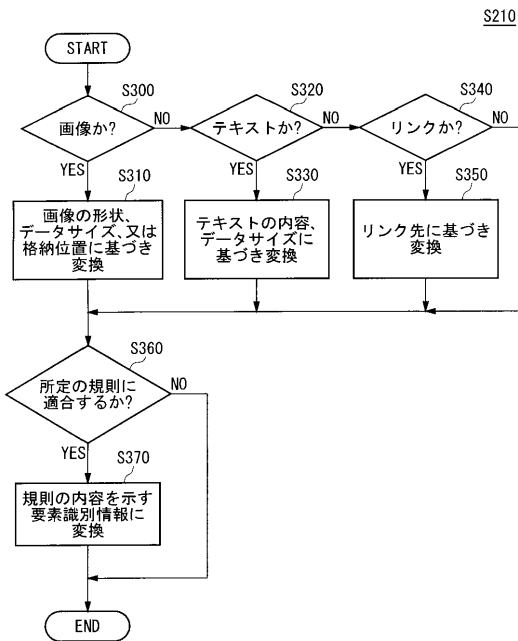 S210
START
S300
画像か?
NO
YES
S320
テキストか?
NO
YES
S340
リンクか?
NO
YES
S310
画像の形状、
データサイズ、又は
格納位置に基づき
変換
S330
テキストの内容、
データサイズに
基づき変換
S350
リンク先に基づき
変換
S360
所定の規則に
適合するか?
NO
YES
S370
規則の内容を示す
要素識別情報に
変換
END